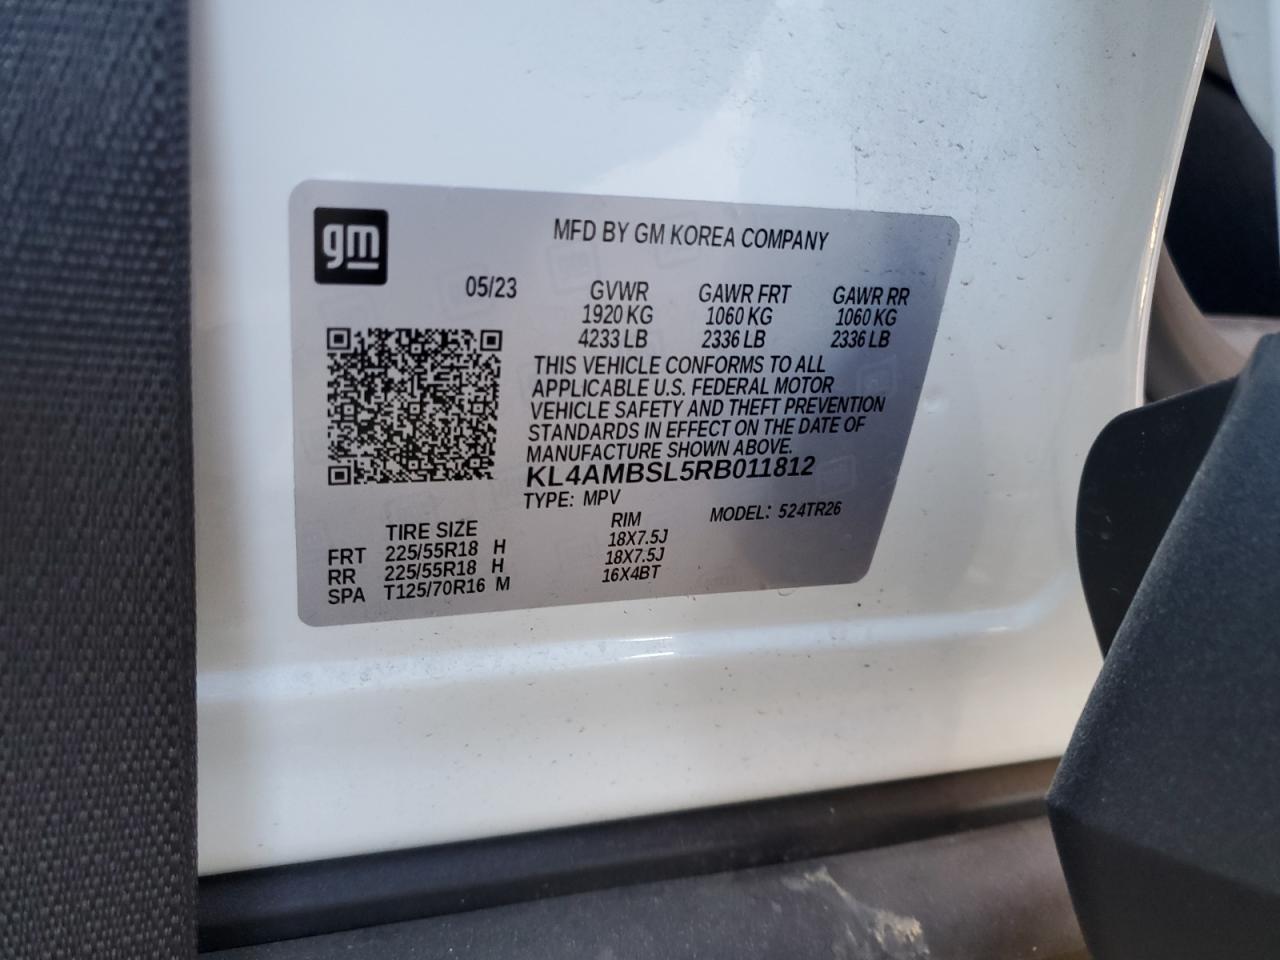 gm
MFD BY GM KOREA COMPANY
05/23 GVWR GAWR FRT GAWR RR
1920 KG 1060 KG 1060 KG
4233 LB 2336 LB 2336 LB
THIS VEHICLE CONFORMS TO ALL
APPLICABLE U.S. FEDERAL MOTOR
VEHICLE SAFETY AND THEFT PREVENTION
STANDARDS IN EFFECT ON THE DATE OF
MANUFACTURE SHOWN ABOVE.
KL4AMBSL5RB011812
TYPE: MPV MODEL: 524TR26
TIRE SIZE RIM
FRT 225/55R18 H 18X7.5J
RR 225/55R18 H 18X7.5J
SPA T125/70R16 M 16X4BT